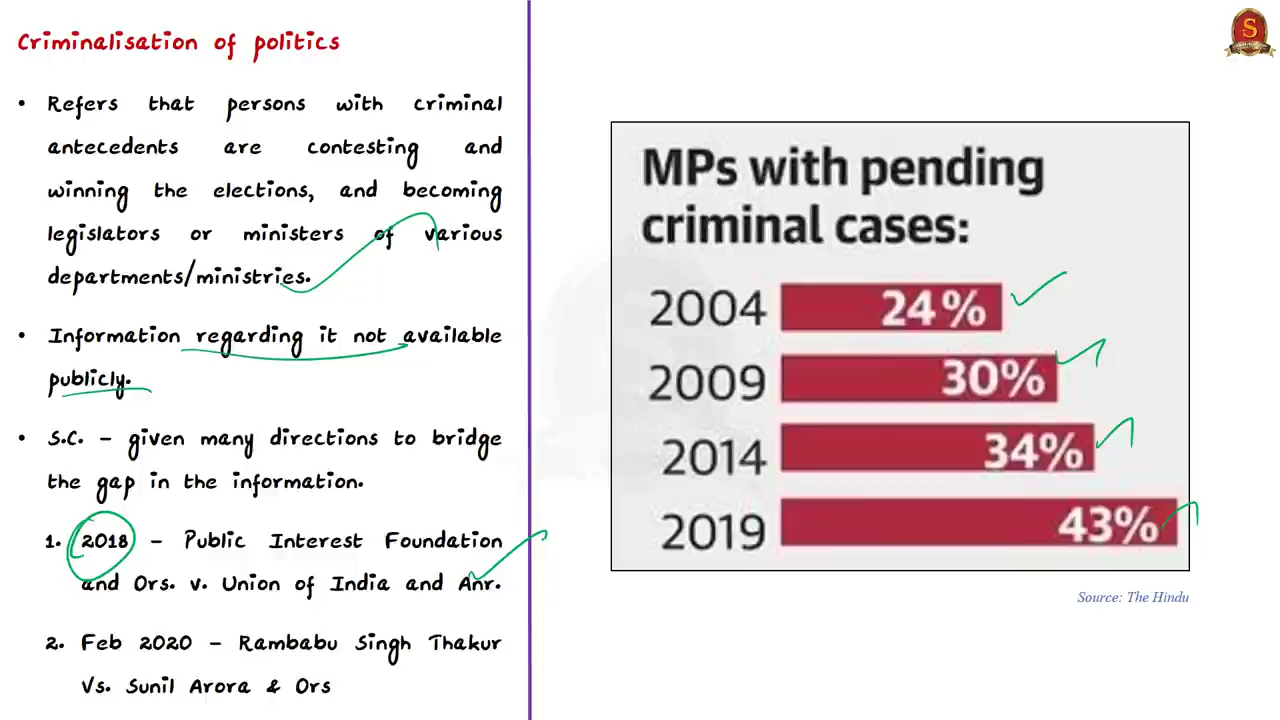 Criminalisation of politics
• Refers that persons with criminal
antecedents are contesting and
winning the elections, and becoming
legislators or ministers of various
departments/ministries.
• Information regarding it not available
publicly.
• S.C. - given many directions to bridge
the gap in the information.
1. 2018 - Public Interest Foundation
and Ors. v. Union of India and Anr.
2. Feb 2020 - Rambabu Singh Thakur
Vs. Sunil Arora & Ors
S
MPs with pending
criminal cases:
2004 24%
2009 30%
2014 34%
2019 43%
Source: The Hindu